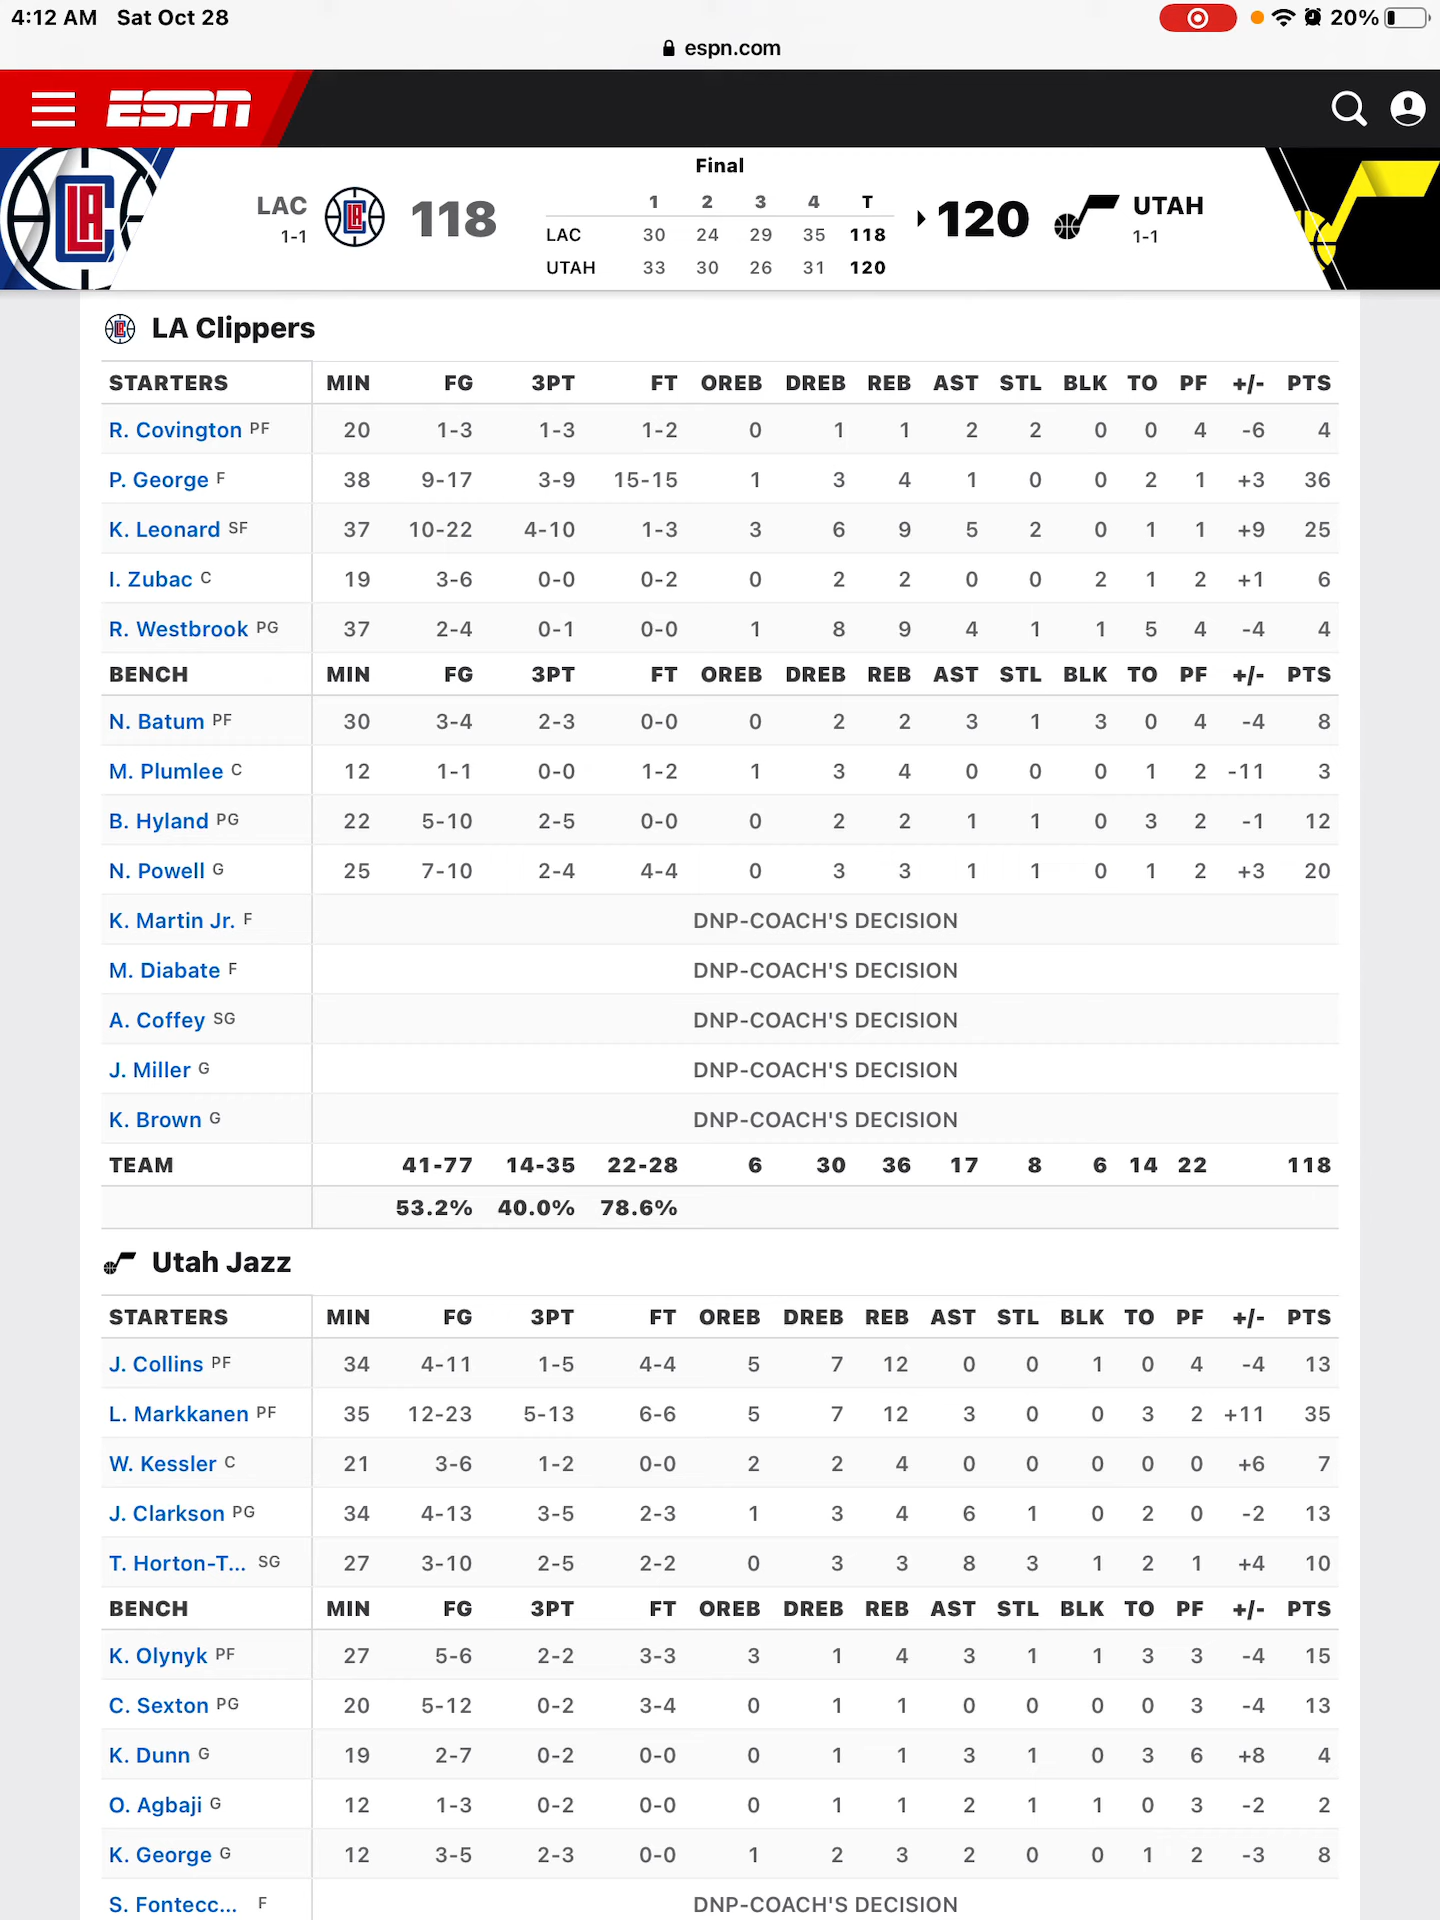 4:12 AM Sat Oct 28 20%
espn.com
ESPN
Final
LAC 1-1 118
1 2 3 4 T
LAC 30 24 29 35 118
UTAH 33 30 26 31 120
120 UTAH 1-1
LA Clippers
STARTERS MIN FG 3PT FT OREB DREB REB AST STL BLK TO PF +/- PTS
R. Covington PF 20 1-3 1-3 1-2 0 1 1 2 2 0 0 4 -6 4
P. George F 38 9-17 3-9 15-15 1 3 4 1 0 0 2 1 +3 36
K. Leonard SF 37 10-22 4-10 1-3 3 6 9 5 2 0 1 1 +9 25
I. Zubac C 19 3-6 0-0 0-2 0 2 2 0 0 2 1 2 +1 6
R. Westbrook PG 37 2-4 0-1 0-0 1 8 9 4 1 1 5 4 -4 4
BENCH MIN FG 3PT FT OREB DREB REB AST STL BLK TO PF +/- PTS
N. Batum PF 30 3-4 2-3 0-0 0 2 2 3 1 3 0 4 -4 8
M. Plumlee C 12 1-1 0-0 1-2 1 3 4 0 0 0 1 2 -11 3
B. Hyland PG 22 5-10 2-5 0-0 0 2 2 1 1 0 3 2 -1 12
N. Powell G 25 7-10 2-4 4-4 0 3 3 1 1 0 1 2 +3 20
K. Martin Jr. F DNP-COACH'S DECISION
M. Diabate F DNP-COACH'S DECISION
A. Coffey SG DNP-COACH'S DECISION
J. Miller G DNP-COACH'S DECISION
K. Brown G DNP-COACH'S DECISION
TEAM 41-77 14-35 22-28 6 30 36 17 8 6 14 22 118
53.2% 40.0% 78.6%
Utah Jazz
STARTERS MIN FG 3PT FT OREB DREB REB AST STL BLK TO PF +/- PTS
J. Collins PF 34 4-11 1-5 4-4 5 7 12 0 0 1 0 4 -4 13
L. Markkanen PF 35 12-23 5-13 6-6 5 7 12 3 0 0 3 2 +11 35
W. Kessler C 21 3-6 1-2 0-0 2 2 4 0 0 0 0 0 +6 7
J. Clarkson PG 34 4-13 3-5 2-3 1 3 4 6 1 0 2 0 -2 13
T. Horton-T... SG 27 3-10 2-5 2-2 0 3 3 8 3 1 2 1 +4 10
BENCH MIN FG 3PT FT OREB DREB REB AST STL BLK TO PF +/- PTS
K. Olynyk PF 27 5-6 2-2 3-3 3 1 4 3 1 1 3 3 -4 15
C. Sexton PG 20 5-12 0-2 3-4 0 1 1 0 0 0 0 3 -4 13
K. Dunn G 19 2-7 0-2 0-0 0 1 1 3 1 0 3 6 +8 4
O. Agbaji G 12 1-3 0-2 0-0 0 1 1 2 1 1 0 3 -2 2
K. George G 12 3-5 2-3 0-0 1 2 3 2 0 0 1 2 -3 8
S. Fontecc... F DNP-COACH'S DECISION